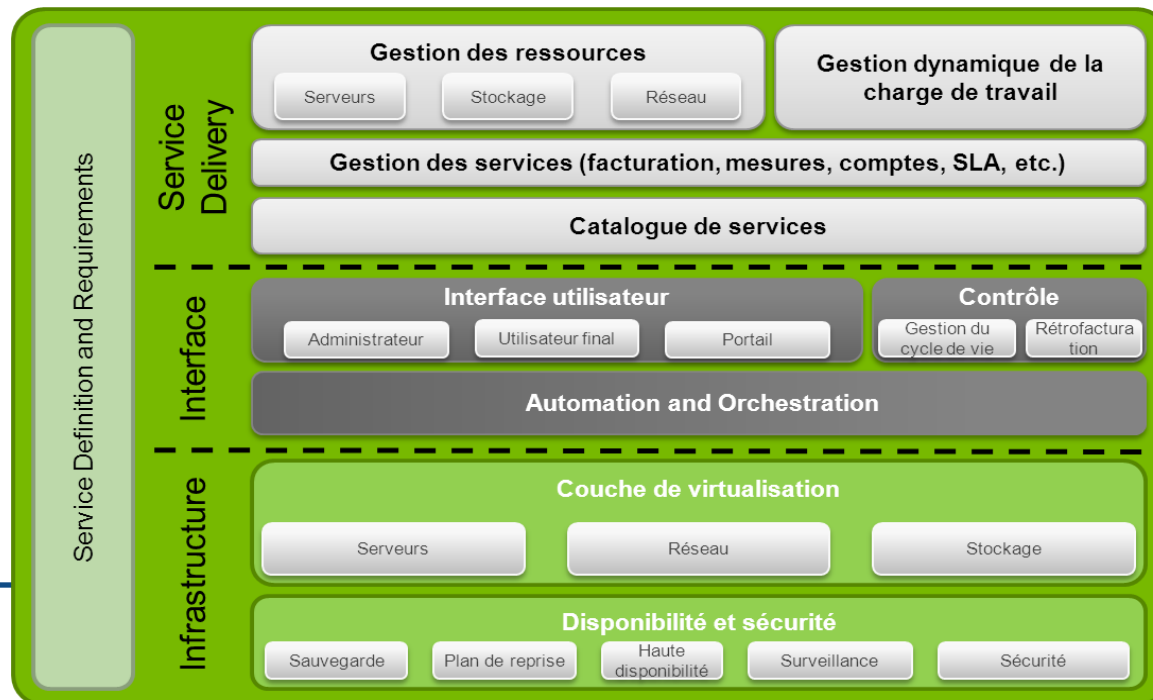 Service Definition and Requirements
Service
Delivery
Gestion des ressources
Serveurs
Stockage
Réseau
Gestion dynamique de la
charge de travail
Gestion des services (facturation, mesures, comptes, SLA, etc.)
Catalogue de services
Interface
Interface utilisateur
Administrateur
Utilisateur final
Portail
Contrôle
Gestion du
cycle de vie
Rétrofactura
tion
Automation and Orchestration
Infrastructure
Couche de virtualisation
Serveurs
Réseau
Stockage
Disponibilité et sécurité
Sauvegarde
Plan de reprise
Haute
disponibilité
Surveillance
Sécurité